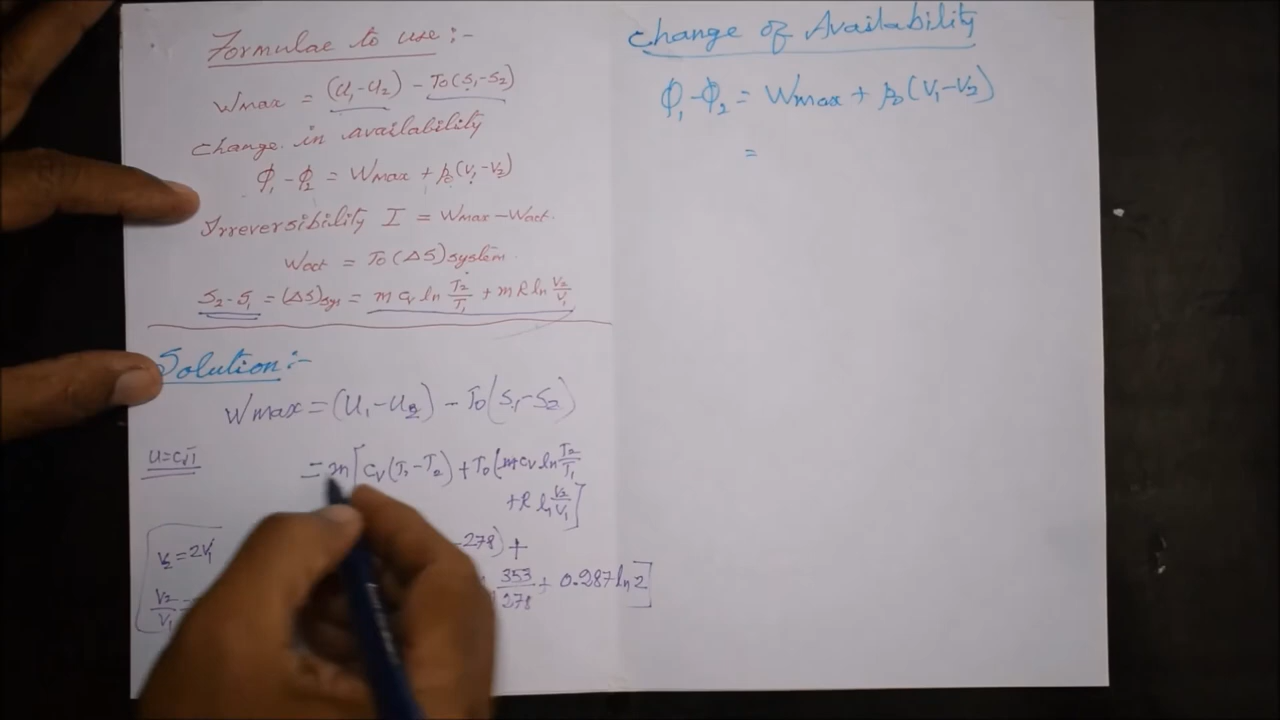 Formulae to use :-
Wmax = (U₁-U₂) - T₀(S₁-S₂)
Change in availability
ϕ₁ - ϕ₂ = Wmax + p₀(V₁-V₂)
Irreversibility I = Wmax - Wact.
Wact = T₀(ΔS)system.
S₂-S₁ = (ΔS)sys = m cᵥ ln T₂/T₁ + m R ln V₂/V₁
Solution :-
Wmax = (U₁-U₂) - T₀(S₁-S₂)
U=CᵥT
= m[Cᵥ(T₁-T₂) + T₀(m cᵥ ln T₂/T₁
+ R ln V₂/V₁]
V₂ = 2V₁
-278) +
353/278 + 0.287 ln 2]
V₂/V₁
Change of Availability
ϕ₁-ϕ₂ = Wmax + p₀(V₁-V₂)
=